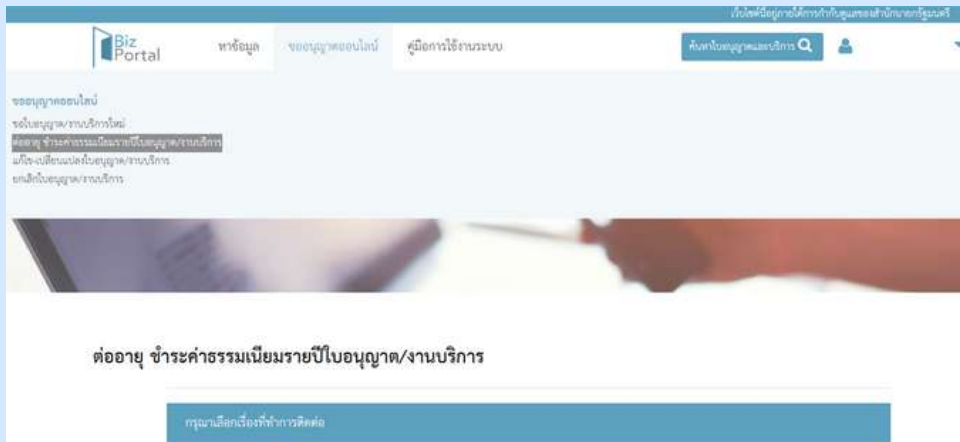 เว็บไซต์นี้อยู่ภายใต้การกำกับดูแลของสำนักนายกรัฐมนตรี
Biz
Portal
หาข้อมูล
ขออนุญาตออนไลน์
คู่มือการใช้งานระบบ
ค้นหาใบอนุญาตและบริการ
ขออนุญาตออนไลน์
ขอใบอนุญาต/งานบริการใหม่
ต่ออายุ ชำระค่าธรรมเนียมรายปีใบอนุญาต/งานบริการ
แก้ไข-เปลี่ยนแปลงใบอนุญาต/งานบริการ
ยกเลิกใบอนุญาต/งานบริการ
ต่ออายุ ชำระค่าธรรมเนียมรายปีใบอนุญาต/งานบริการ
กรุณาเลือกเรื่องที่ทำการติดต่อ